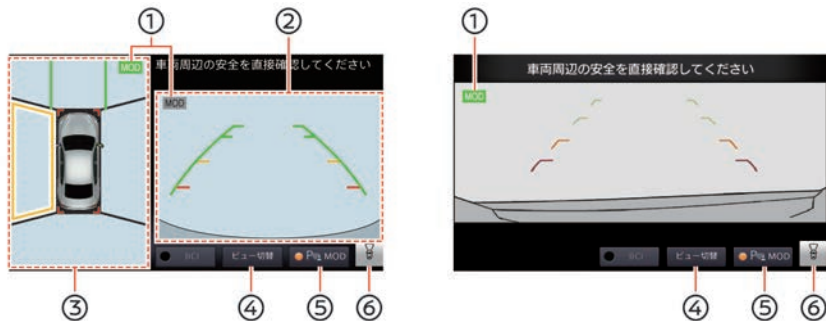 ① ②
MOD 車両周辺の安全を直接確認してください
MOD
BCI ビュー切替 P MOD
③ ④ ⑤ ⑥
①
車両周辺の安全を直接確認してください
MOD
BCI ビュー切替 P MOD
④ ⑤ ⑥